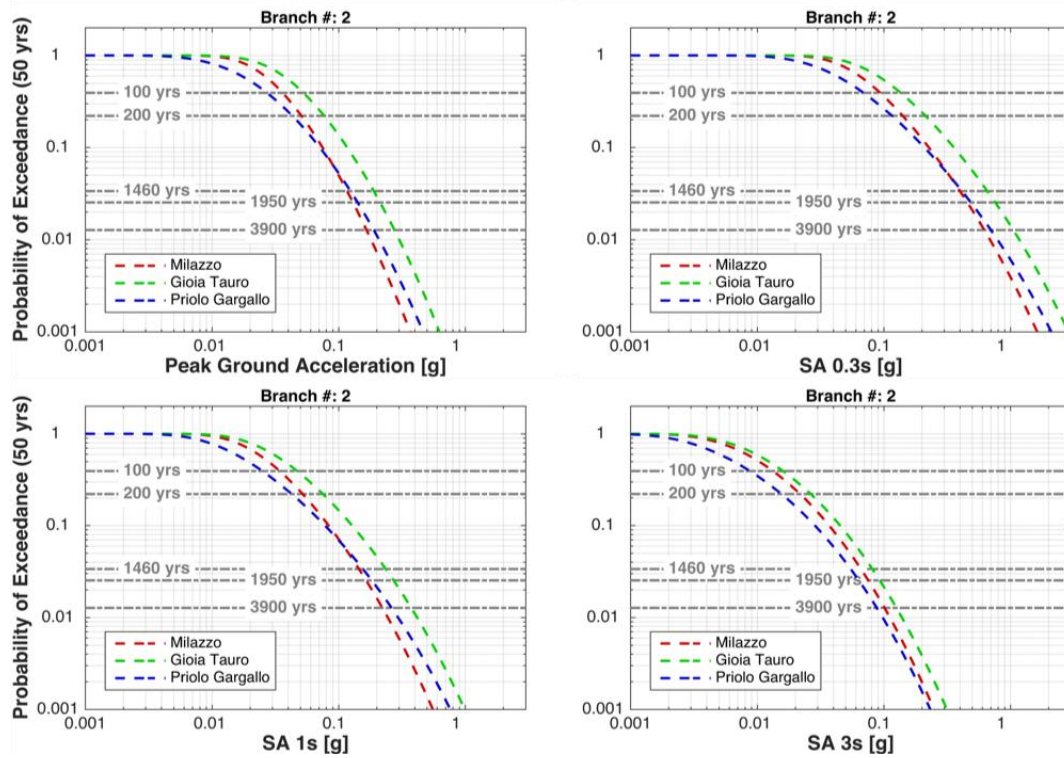 Branch #: 2
Probability of Exceedance (50 yrs)
1
0.1
0.01
0.001
100 yrs
200 yrs
1460 yrs
1950 yrs
3900 yrs
Milazzo
Gioia Tauro
Priolo Gargallo
0.001
0.01
0.1
1
Peak Ground Acceleration [g]
Branch #: 2
1
0.1
0.01
0.001
100 yrs
200 yrs
1460 yrs
1950 yrs
3900 yrs
Milazzo
Gioia Tauro
Priolo Gargallo
0.001
0.01
0.1
1
SA 0.3s [g]
Branch #: 2
Probability of Exceedance (50 yrs)
1
0.1
0.01
0.001
100 yrs
200 yrs
1460 yrs
1950 yrs
3900 yrs
Milazzo
Gioia Tauro
Priolo Gargallo
0.001
0.01
0.1
1
SA 1s [g]
Branch #: 2
1
0.1
0.01
0.001
100 yrs
200 yrs
1460 yrs
1950 yrs
3900 yrs
Milazzo
Gioia Tauro
Priolo Gargallo
0.001
0.01
0.1
1
SA 3s [g]